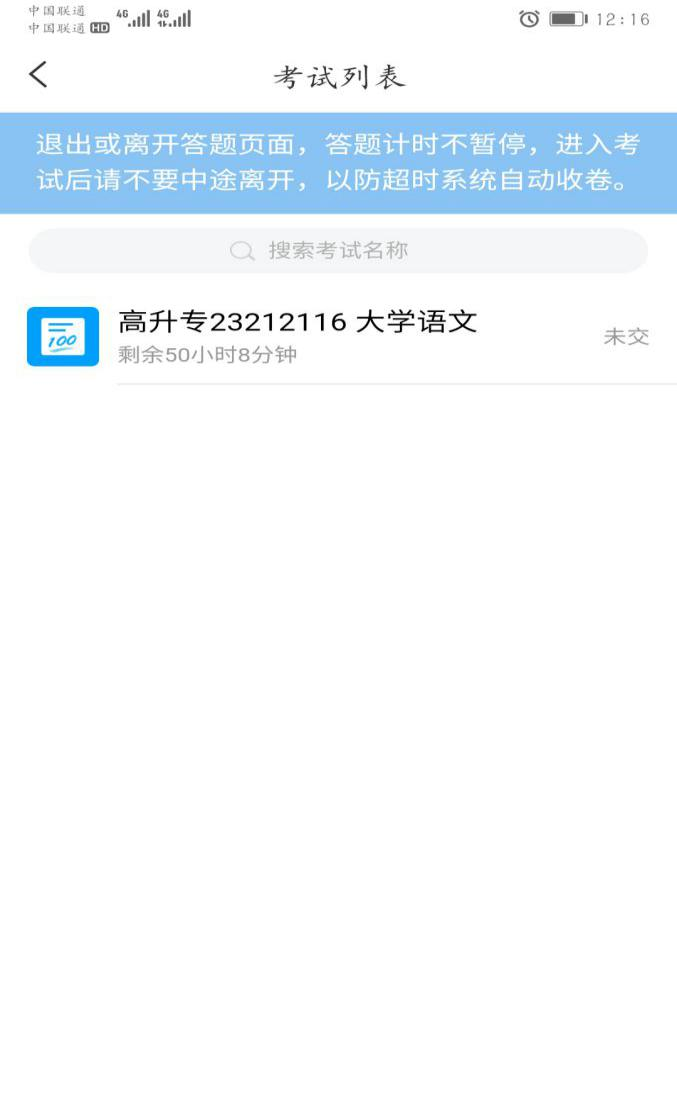 中国联通
中国联通 HD 4G 4G 12:16
考试列表
退出或离开答题页面，答题计时不暂停，进入考
试后请不要中途离开，以防超时系统自动收卷。
搜索考试名称
100
高升专23212116 大学语文
剩余50小时8分钟
未交